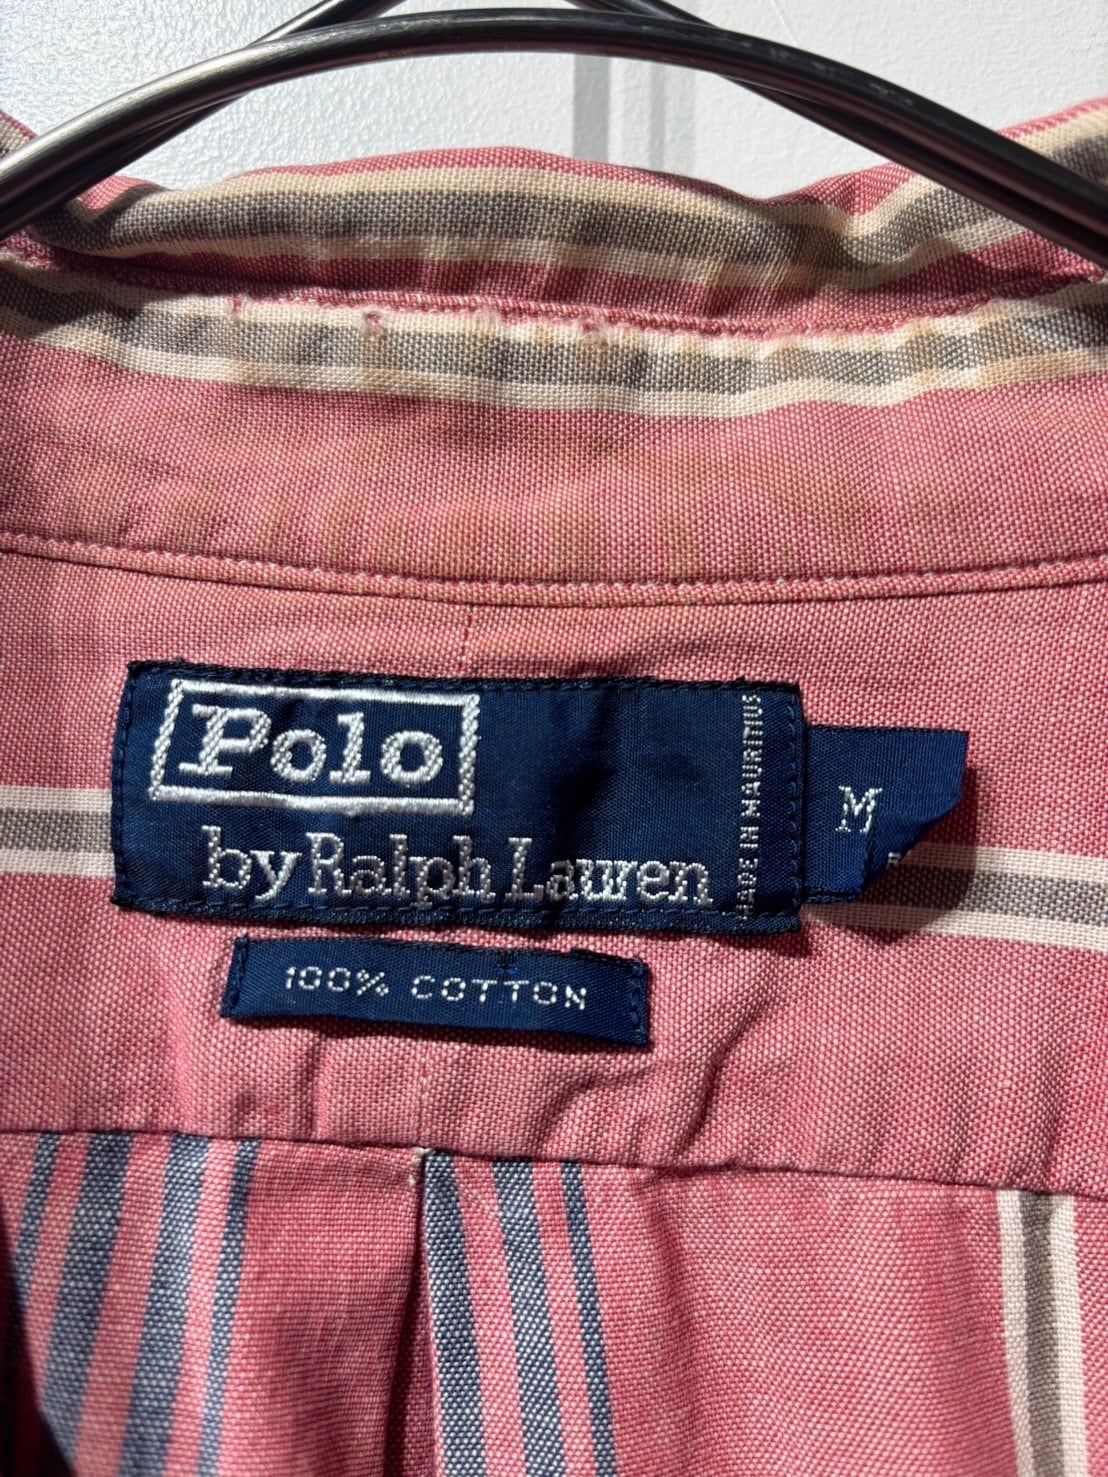 Polo
by Ralph Lauren
MADE IN MAURITIUS
M
100% COTTON